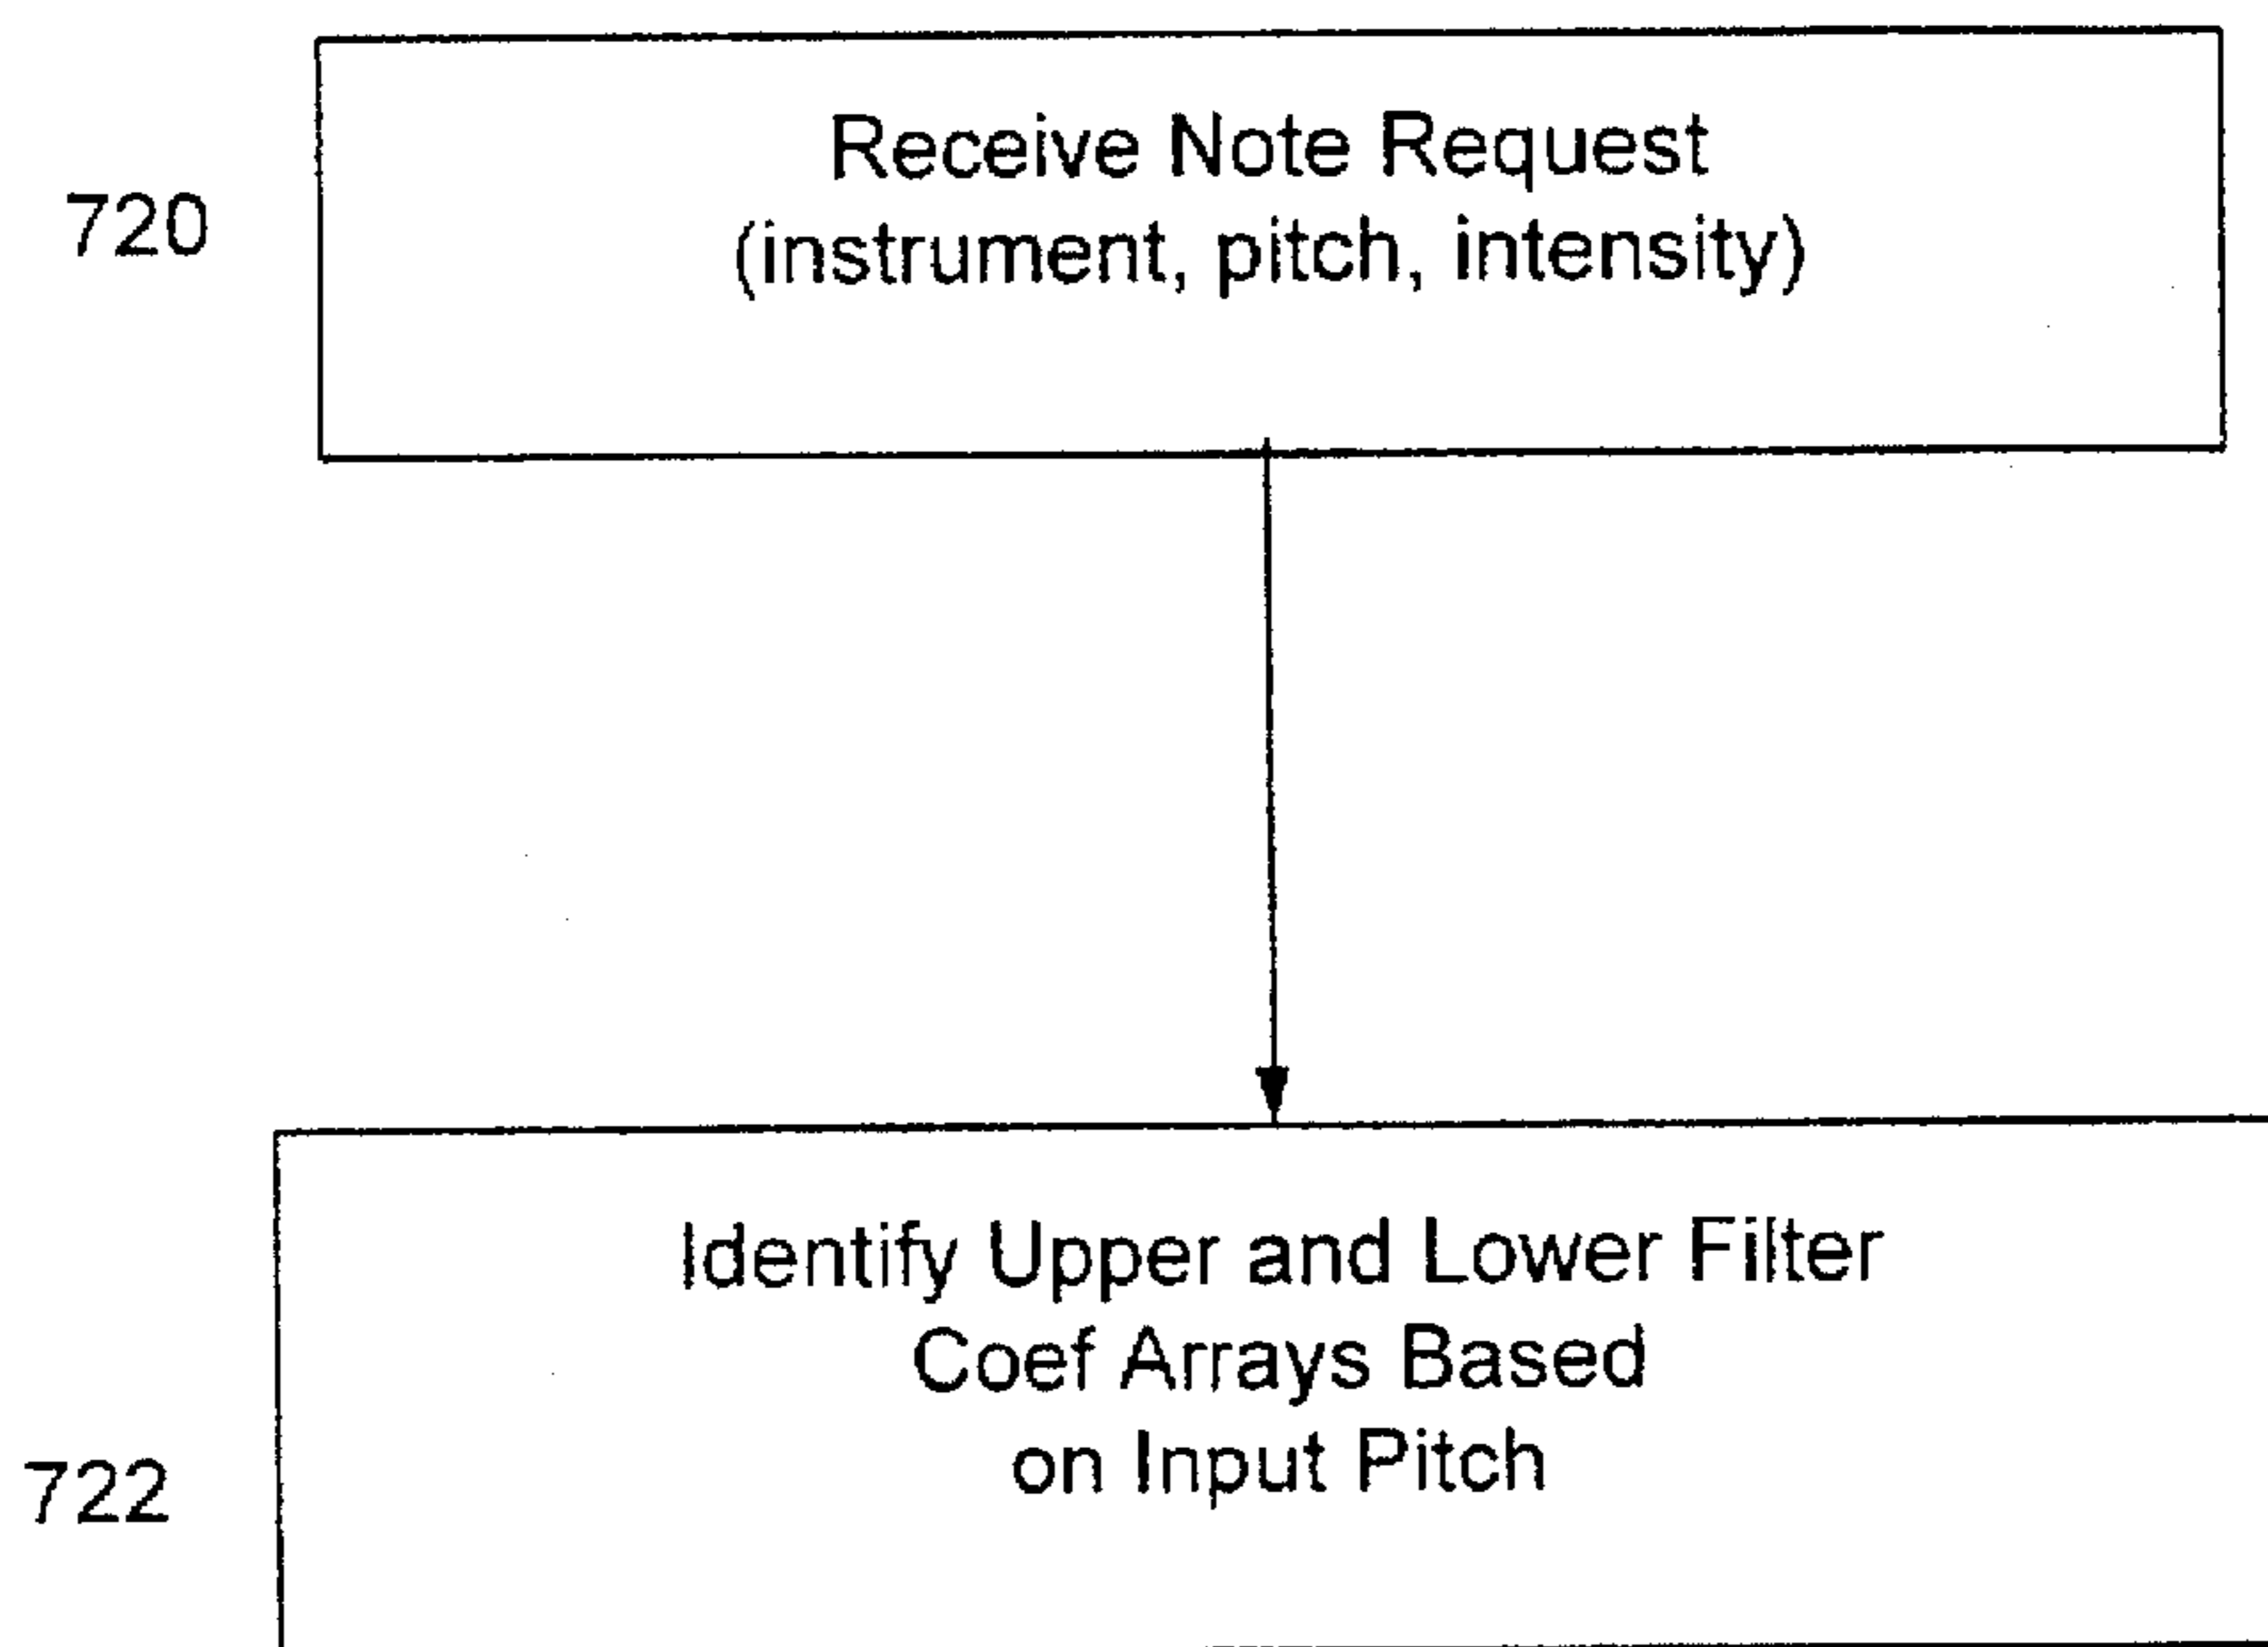 Receive Note Request
(instrument, pitch, intensity)
720
Identify Upper and Lower Filter
Coef Arrays Based
on Input Pitch
722